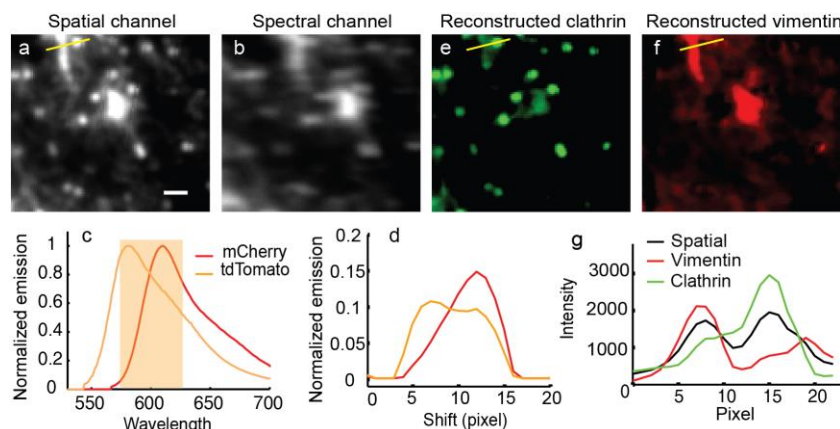 Spatial channel
Spectral channel
Reconstructed clathrin
Reconstructed vimentin
a
b
e
f
c
mCherry
tdTomato
Normalized emission
1
0.8
0.6
0.4
0.2
0
550
600
650
700
Wavelength
d
Normalized emission
0.2
0.15
0.1
0.05
0
0
5
10
15
20
Shift (pixel)
g
Spatial
Vimentin
Clathrin
Intensity
3000
2000
1000
0
5
10
15
20
Pixel